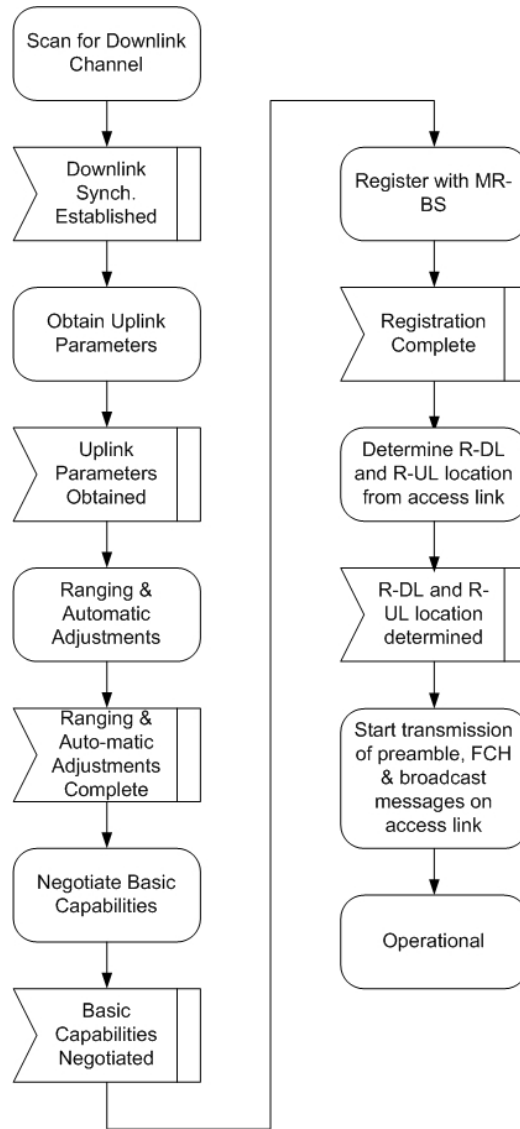 Scan for Downlink
Channel
Downlink
Synch.
Established
Obtain Uplink
Parameters
Uplink
Parameters
Obtained
Ranging &
Automatic
Adjustments
Ranging &
Auto-matic
Adjustments
Complete
Negotiate Basic
Capabilities
Basic
Capabilities
Negotiated
Register with MR-
BS
Registration
Complete
Determine R-DL
and R-UL location
from access link
R-DL and R-
UL location
determined
Start transmission
of preamble, FCH
& broadcast
messages on
access link
Operational